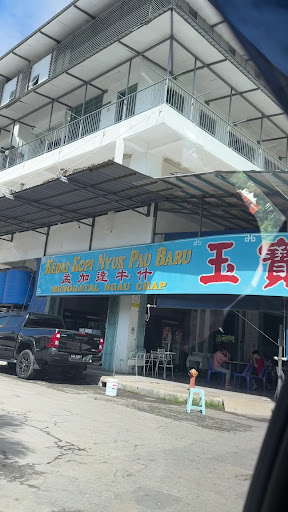 KEDAI KOPI NYUK PAU BARU
孟加達牛什
MENGGATAL NGAU CHAP
玉寶